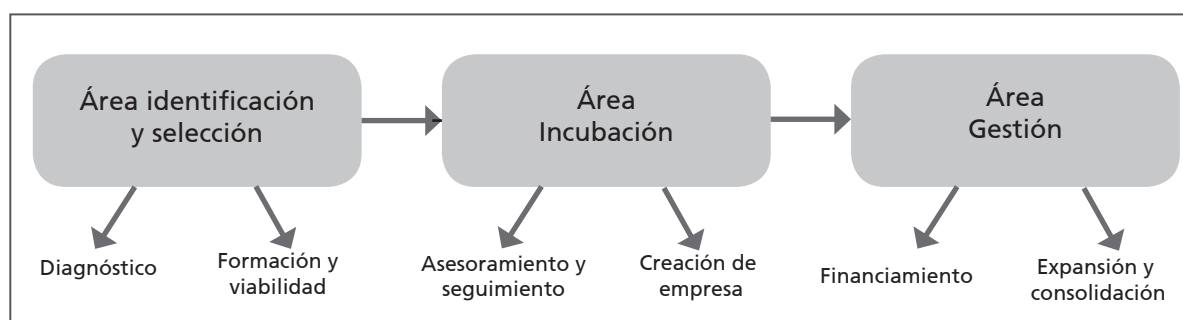 Área identificación
y selección
Área
Incubación
Área
Gestión
Diagnóstico
Formación y
viabilidad
Asesoramiento y
seguimiento
Creación de
empresa
Financiamiento
Expansión y
consolidación